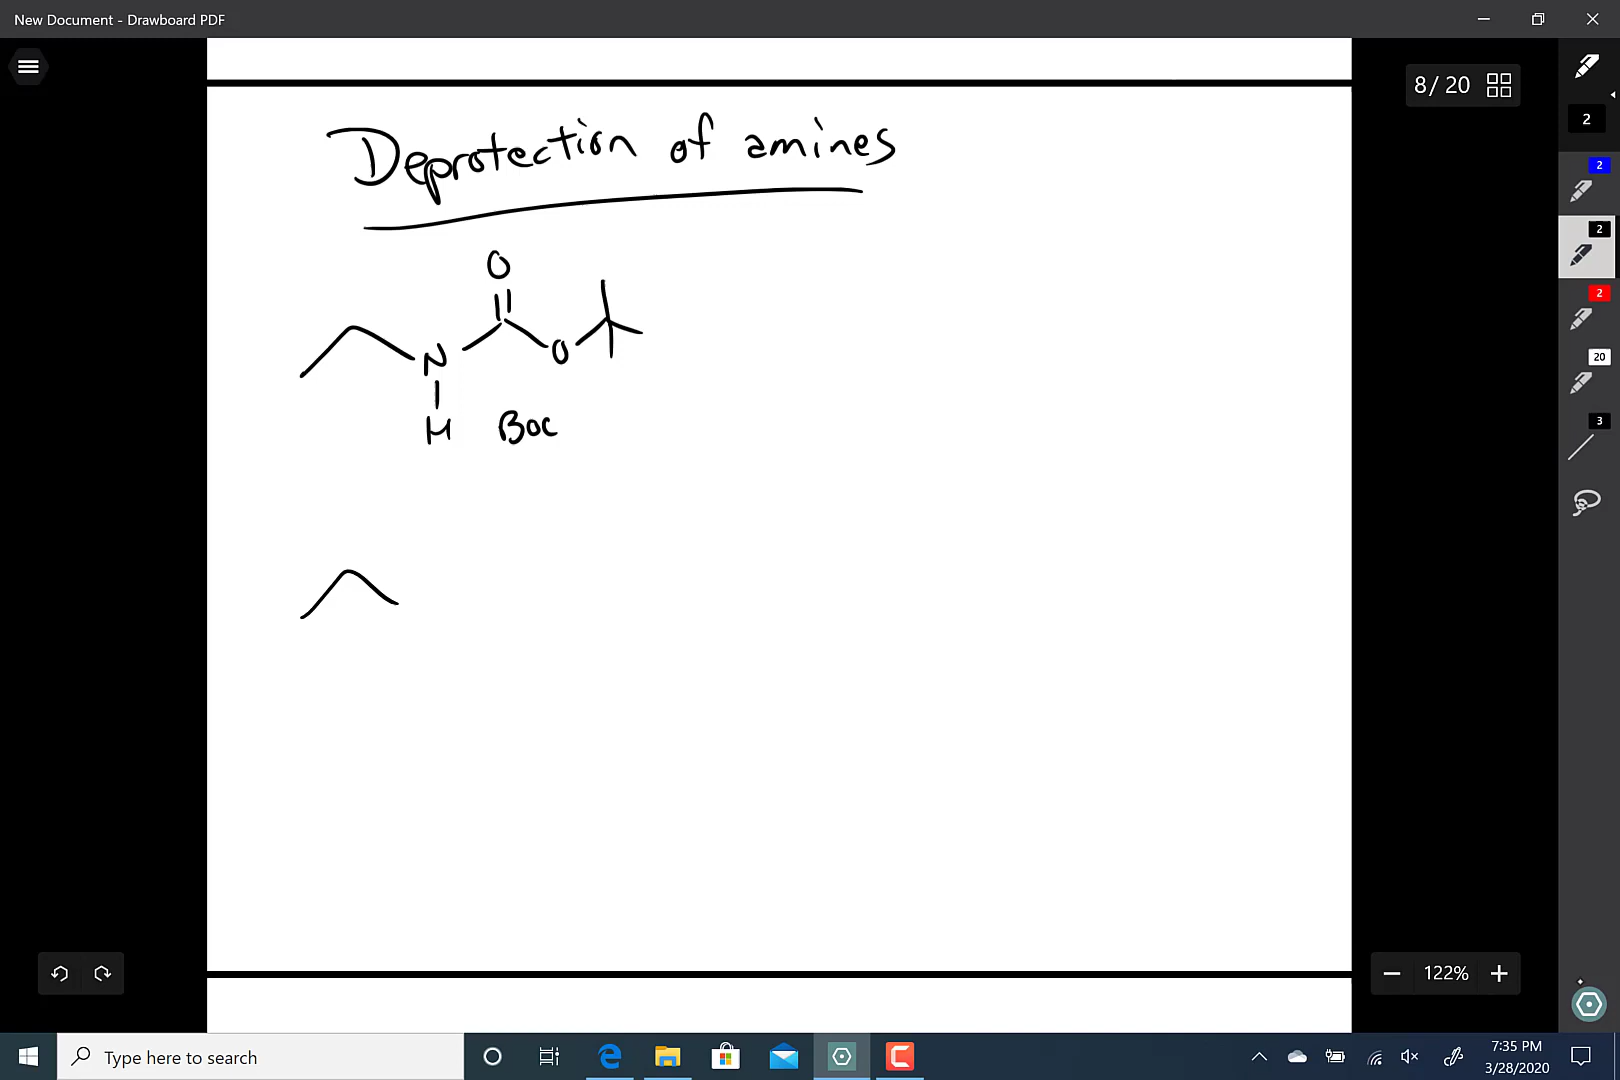 New Document - Drawboard PDF
8 / 20
2
2
2
2
20
3
Deprotection of amines
O
N
O
H Boc
122%
Type here to search
7:35 PM
3/28/2020